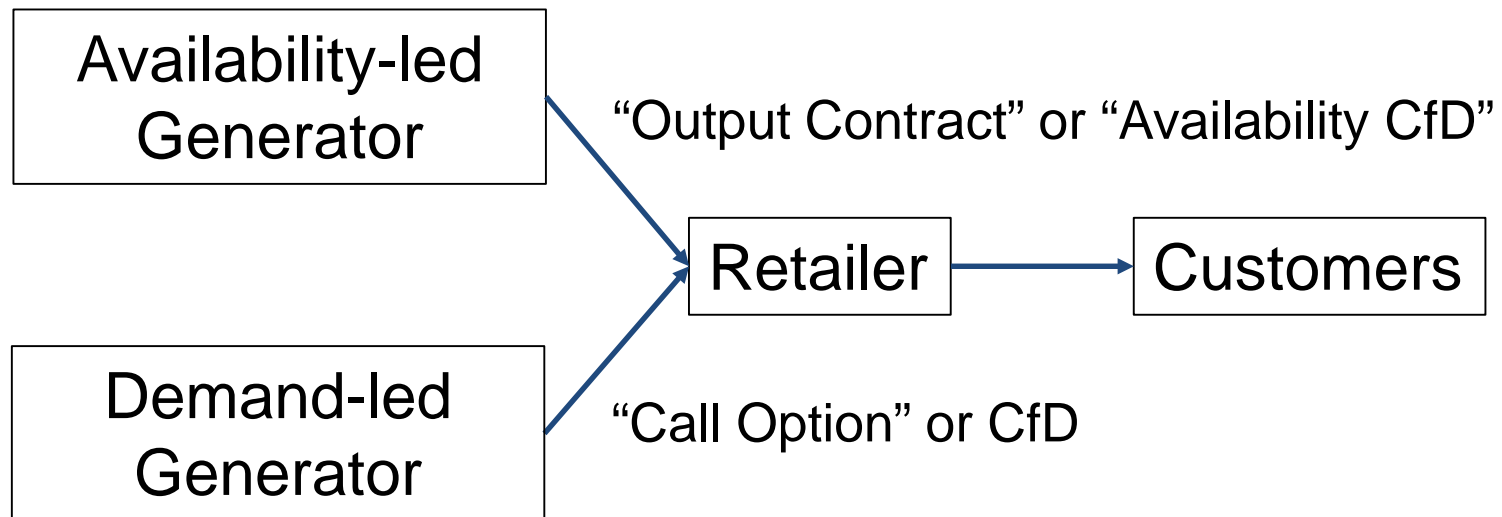 Availability-led
Generator
“Output Contract” or “Availability CfD”
Retailer
Customers
Demand-led
Generator
“Call Option” or CfD